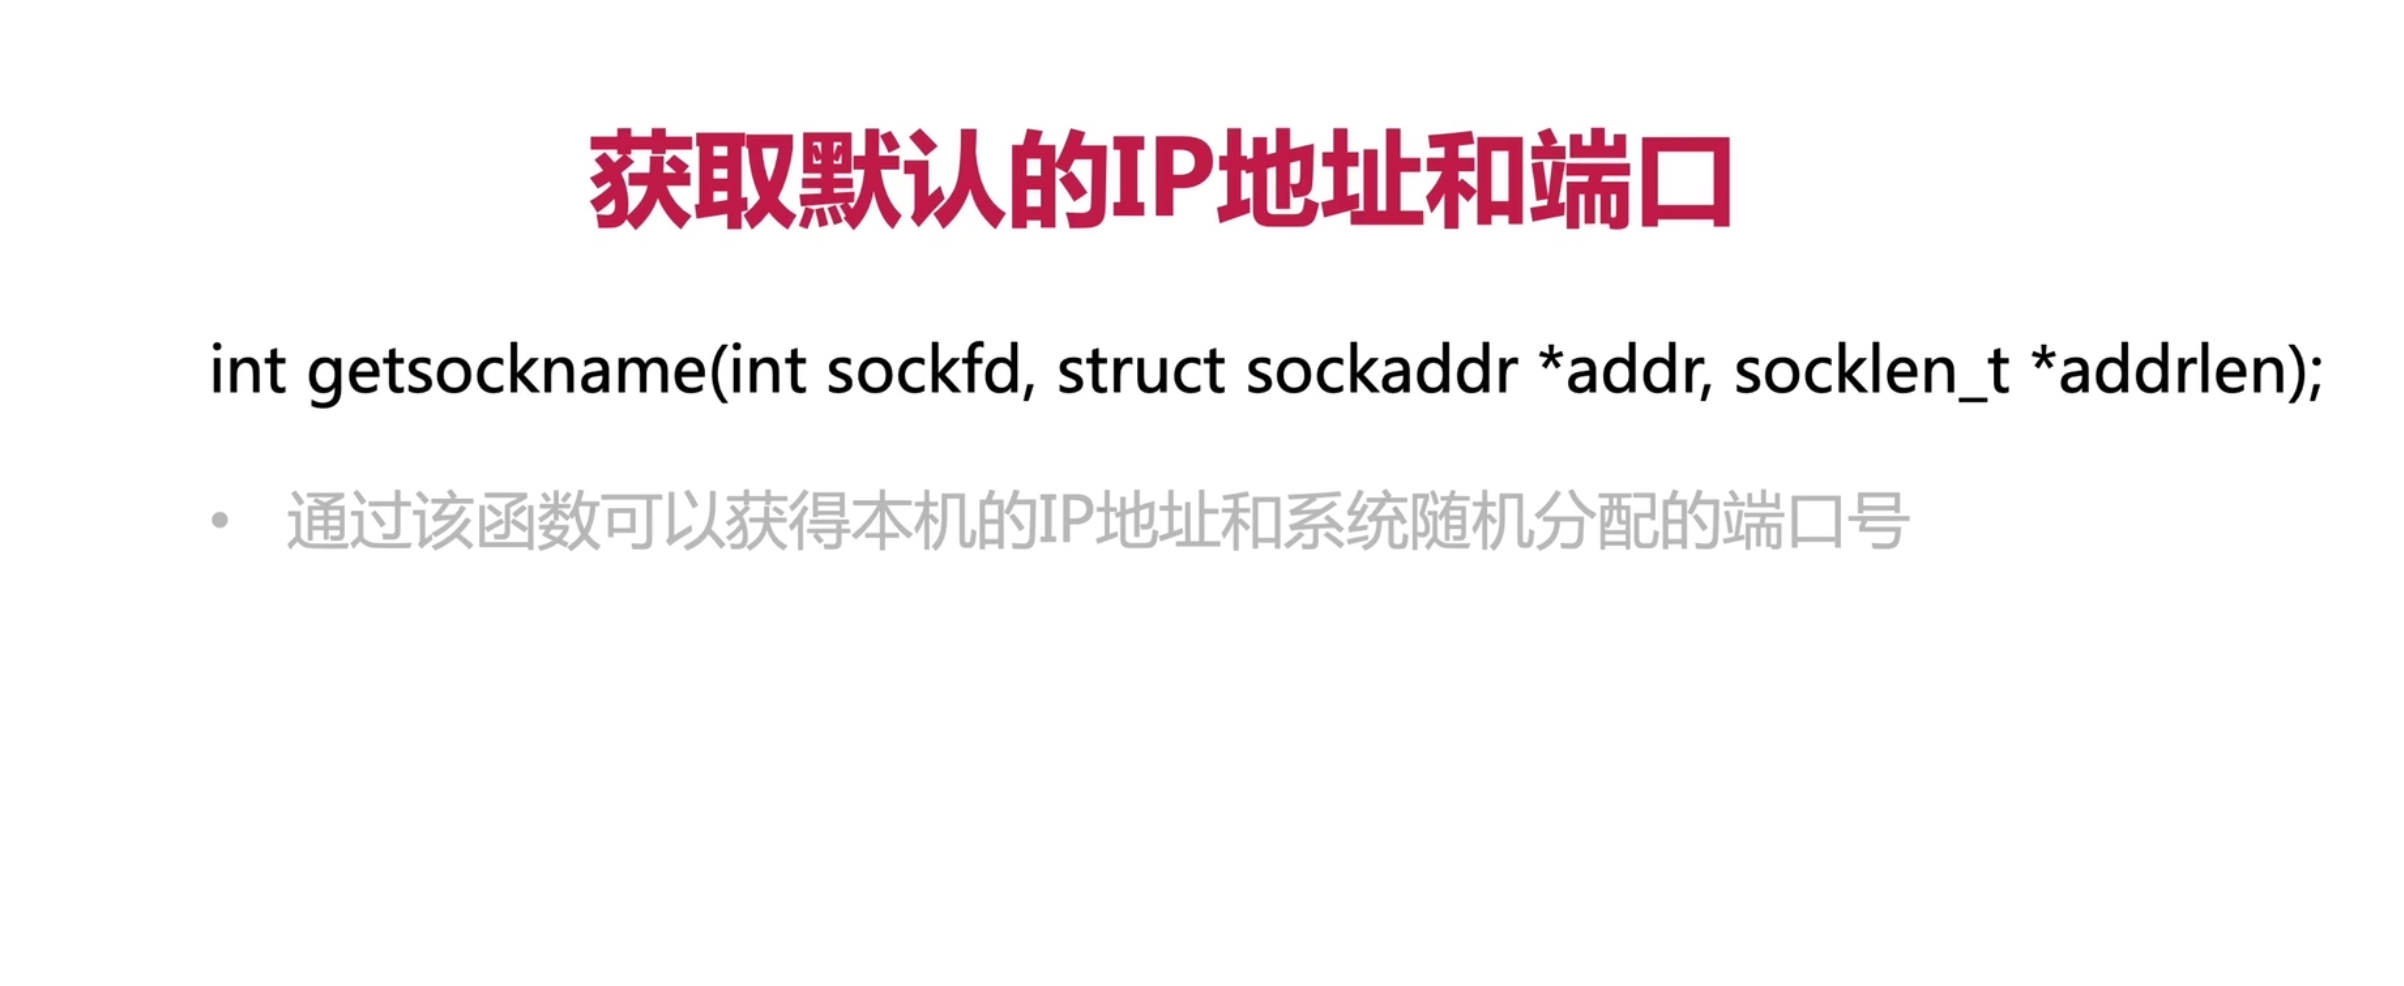 获取默认的IP地址和端口
int getsockname(int sockfd, struct sockaddr *addr, socklen_t *addrlen);
• 通过该函数可以获得本机的IP地址和系统随机分配的端口号